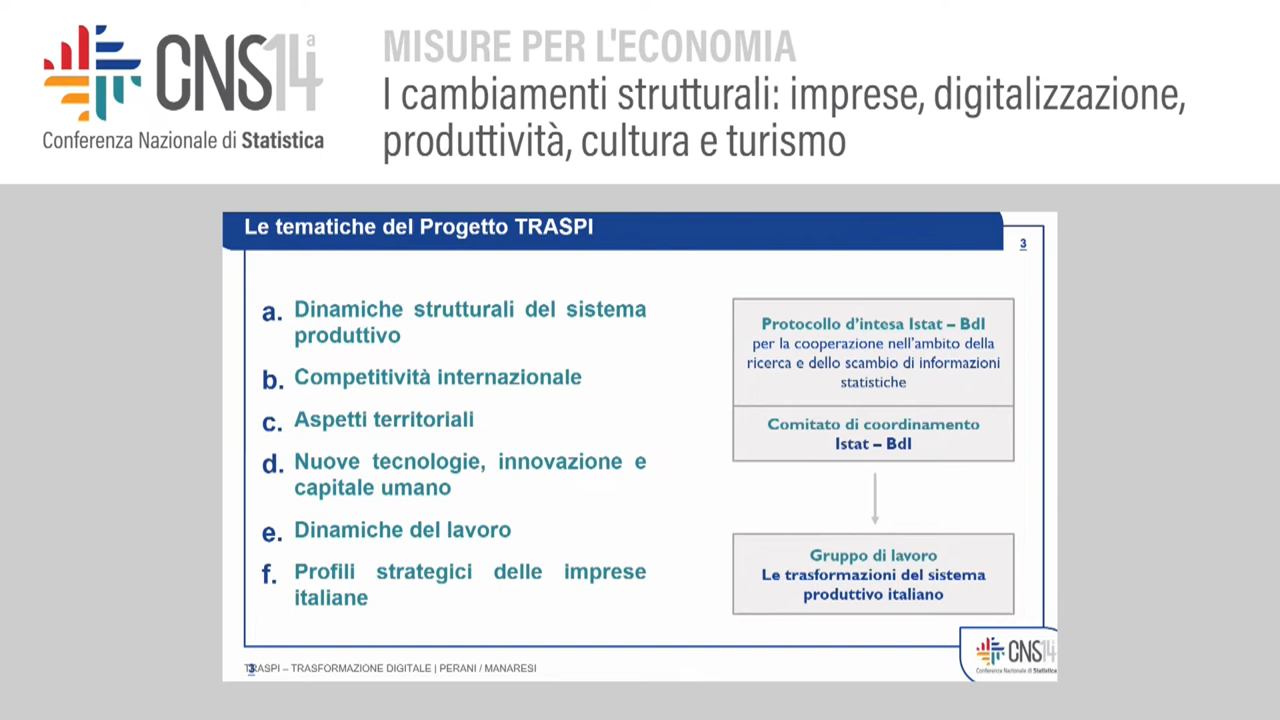 CNS14ª
Conferenza Nazionale di Statistica
MISURE PER L'ECONOMIA
I cambiamenti strutturali: imprese, digitalizzazione,
produttività, cultura e turismo
Le tematiche del Progetto TRASPI
3
a. Dinamiche strutturali del sistema
produttivo
b. Competitività internazionale
c. Aspetti territoriali
d. Nuove tecnologie, innovazione e
capitale umano
e. Dinamiche del lavoro
f. Profili strategici delle imprese
italiane
Protocollo d'intesa Istat – BdI
per la cooperazione nell'ambito della
ricerca e dello scambio di informazioni
statistiche
Comitato di coordinamento
Istat – BdI
Gruppo di lavoro
Le trasformazioni del sistema
produttivo italiano
TRASPI – TRASFORMAZIONE DIGITALE | PERANI / MANARESI
3
CNS14
Conferenza Nazionale di Statistica